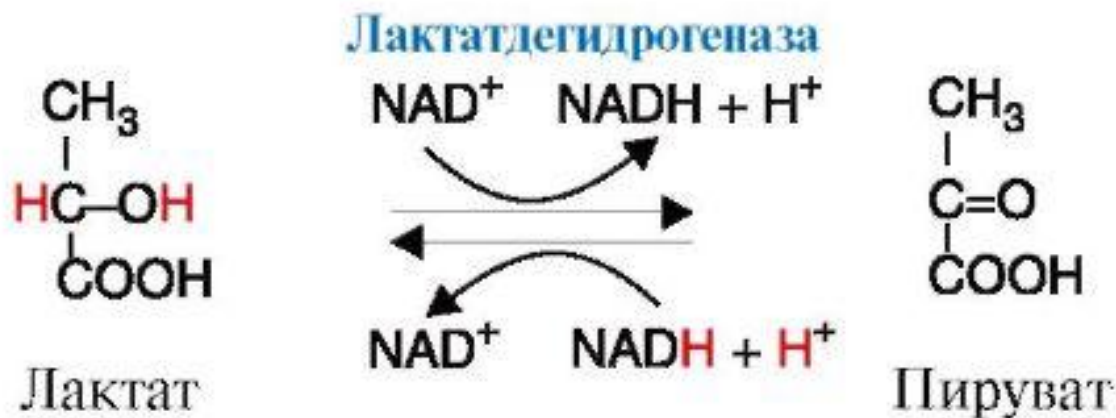 Лактатдегидрогеназа
NAD⁺ NADH + H⁺
CH₃
HC–OH
COOH
Лактат
NAD⁺ NADH + H⁺
CH₃
C=O
COOH
Пируват